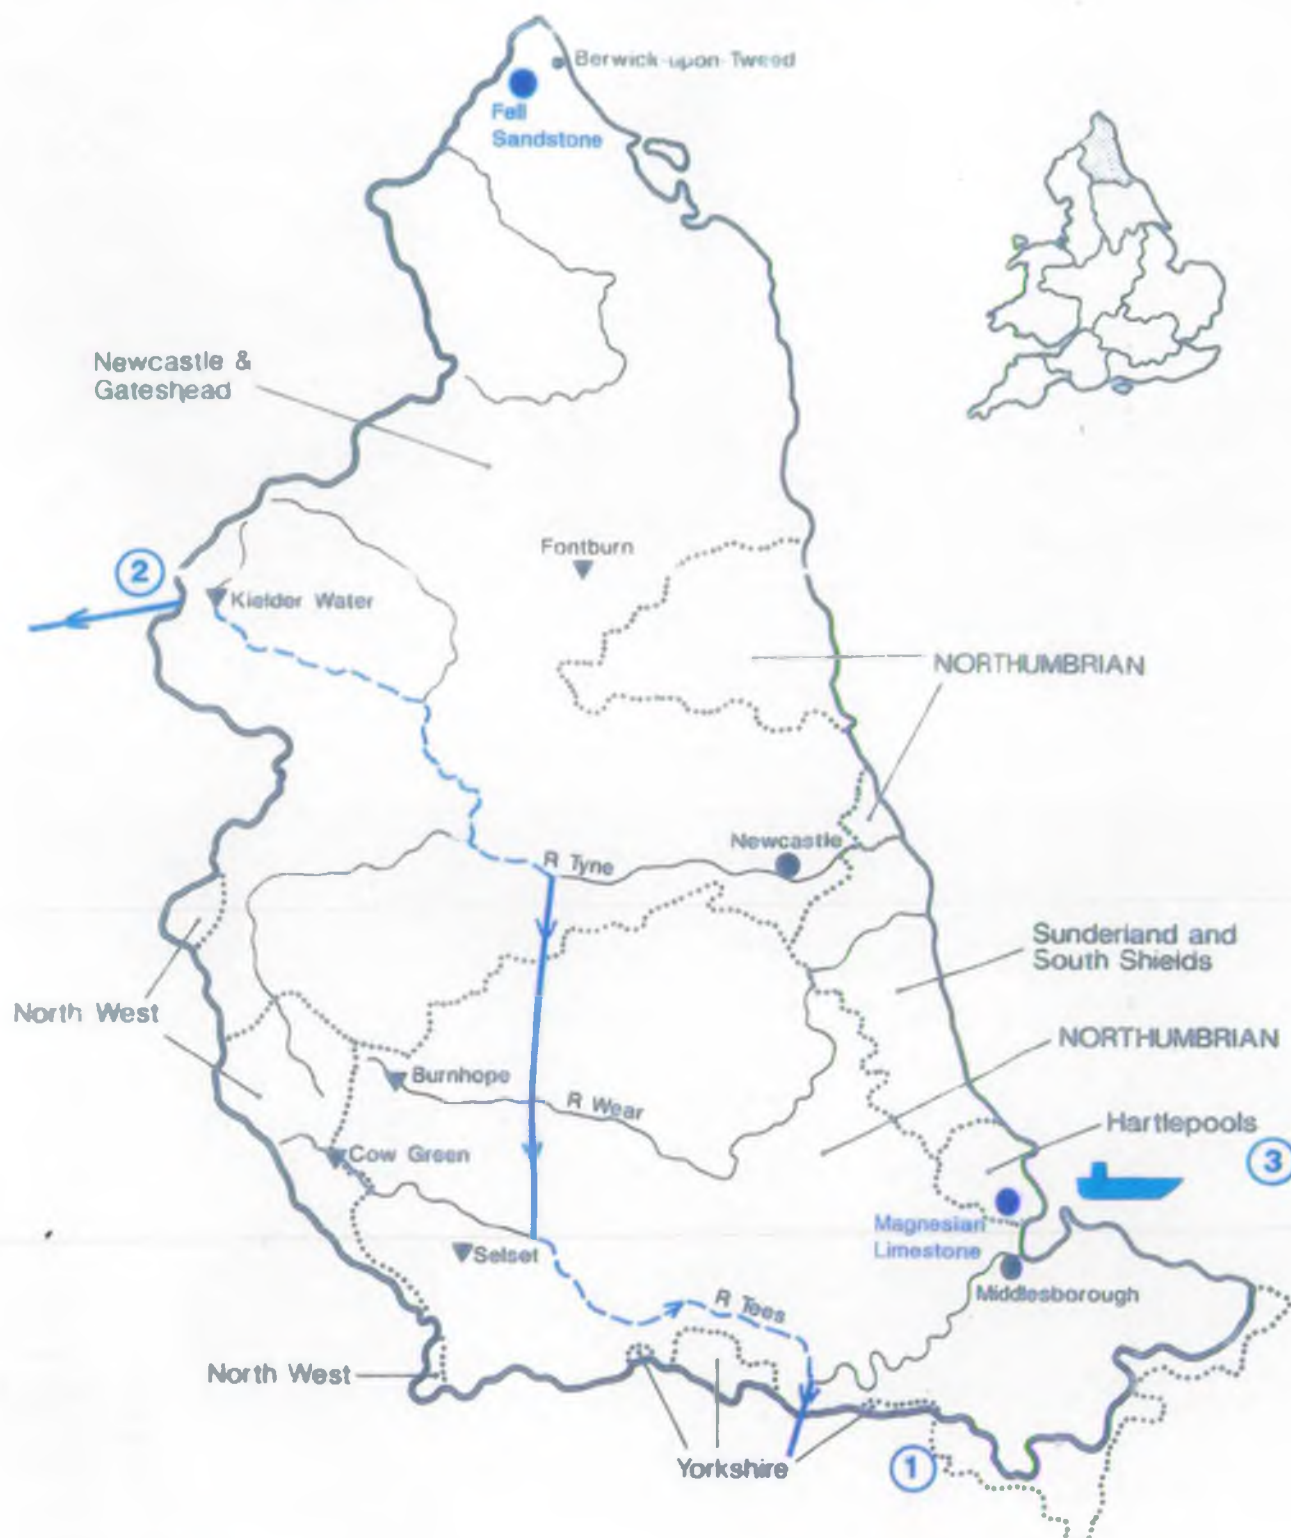 Berwick-upon-Tweed
Fell
Sandstone
Newcastle &
Gateshead
Fontburn
2
Kielder Water
NORTHUMBRIAN
Newcastle
R Tyne
Sunderland and
South Shields
North West
NORTHUMBRIAN
Burnhope
R Wear
Hartlepools
Cow Green
3
Magnesian
Limestone
Selset
Middlesborough
R Tees
North West
Yorkshire
1